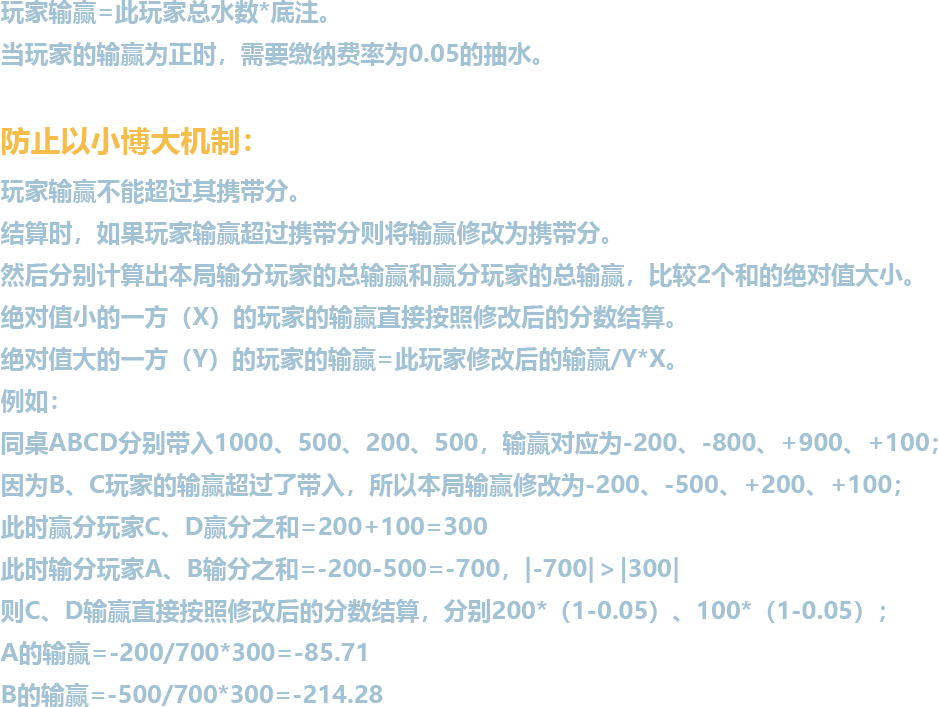 玩家输赢=此玩家总水数*底注。
当玩家的输赢为正时，需要缴纳费率为0.05的抽水。
防止以小博大机制：
玩家输赢不能超过其携带分。
结算时，如果玩家输赢超过携带分则将输赢修改为携带分。
然后分别计算出本局输分玩家的总输赢和赢分玩家的总输赢，比较2个和的绝对值大小。
绝对值小的一方（X）的玩家的输赢直接按照修改后的分数结算。
绝对值大的一方（Y）的玩家的输赢=此玩家修改后的输赢/Y*X。
例如：
同桌ABCD分别带入1000、500、200、500，输赢对应为-200、-800、+900、+100；
因为B、C玩家的输赢超过了带入，所以本局输赢修改为-200、-500、+200、+100；
此时赢分玩家C、D赢分之和=200+100=300
此时输分玩家A、B输分之和=-200-500=-700，|-700|＞|300|
则C、D输赢直接按照修改后的分数结算，分别200*（1-0.05）、100*（1-0.05）；
A的输赢=-200/700*300=-85.71
B的输赢=-500/700*300=-214.28